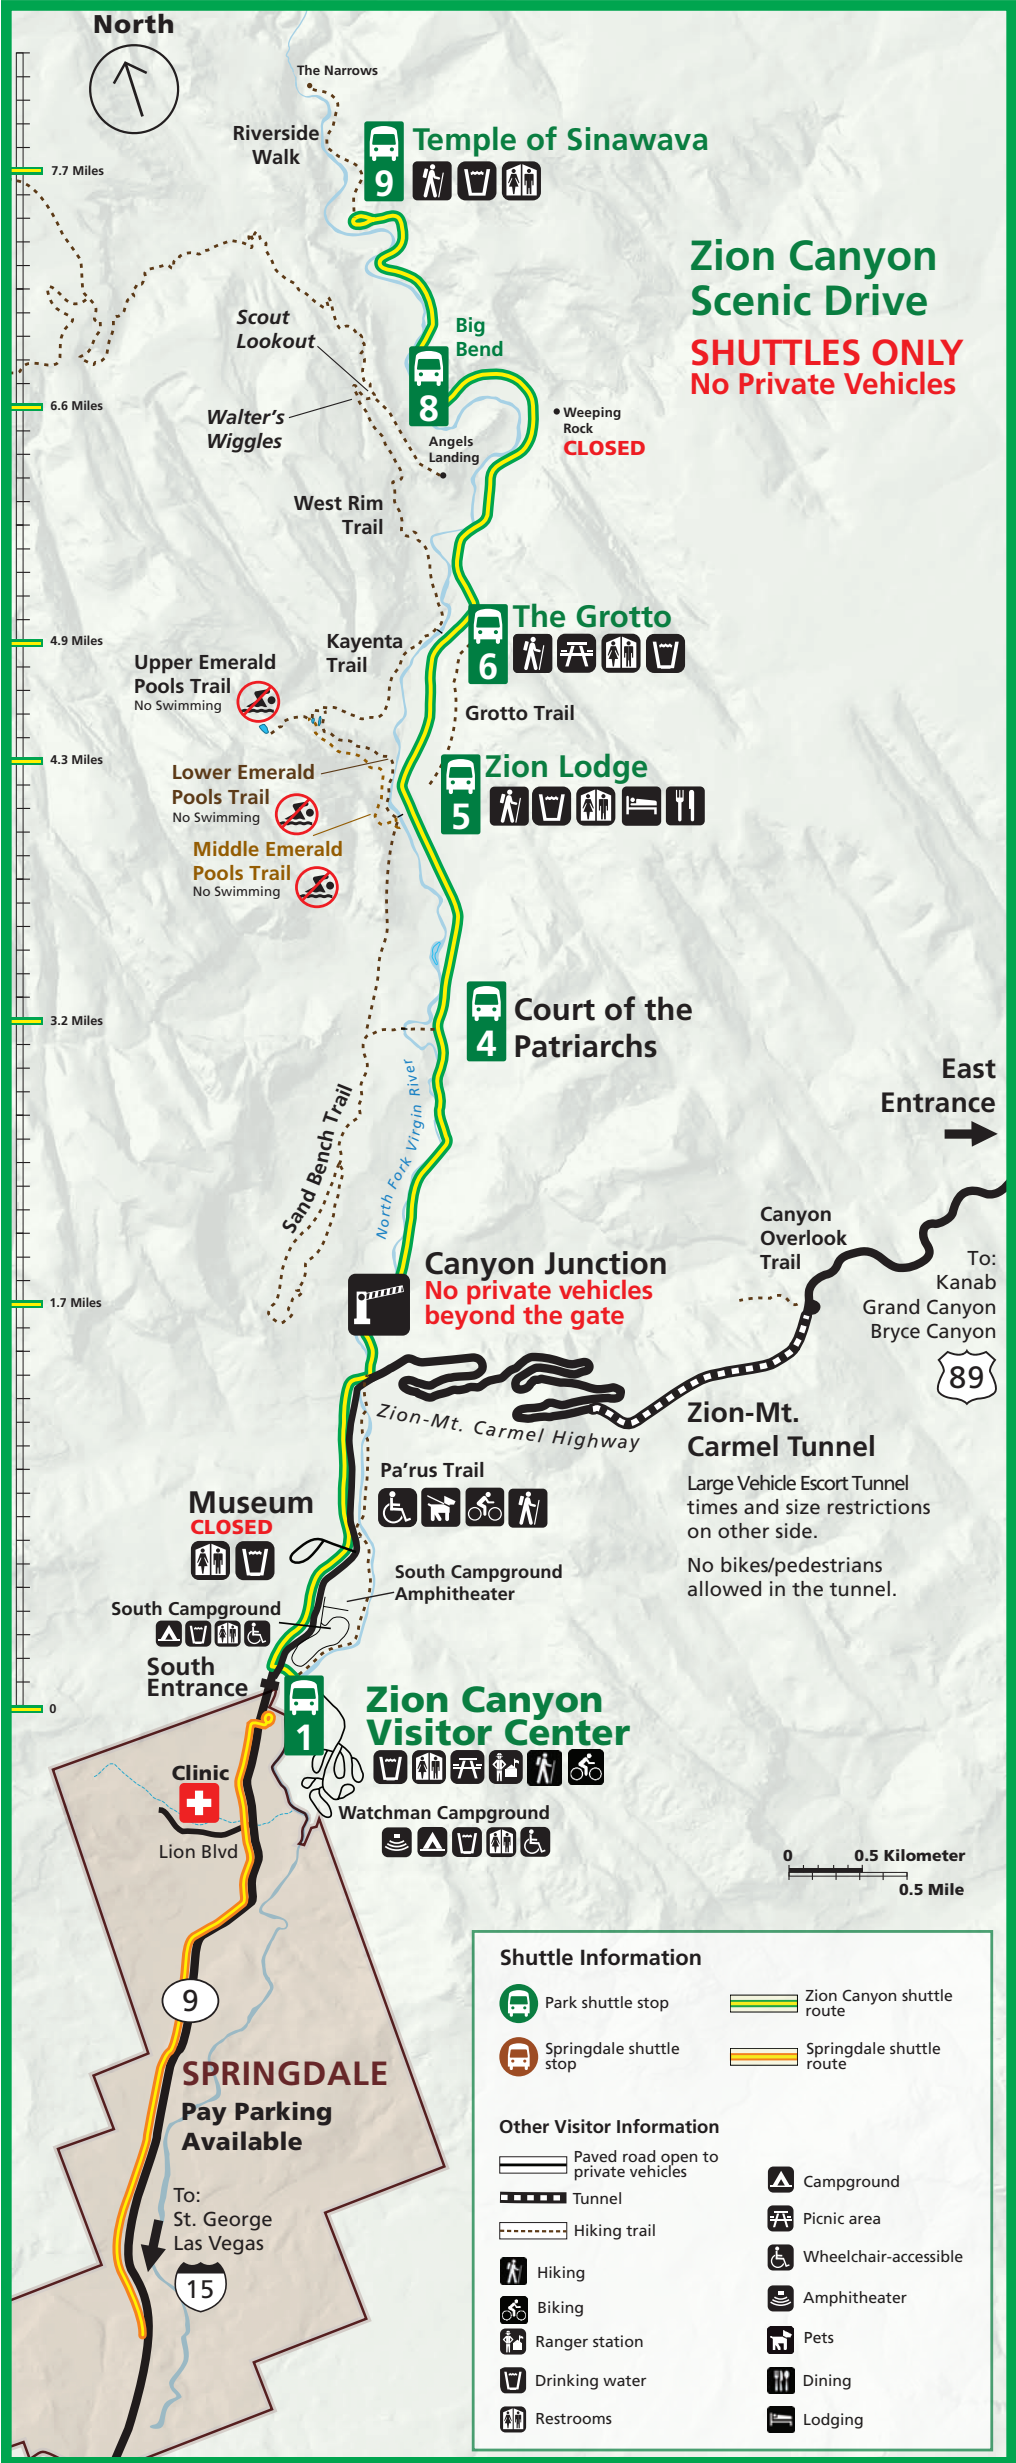 North
The Narrows
Riverside
Walk
9
Temple of Sinawava
7.7 Miles
Zion Canyon
Scenic Drive
SHUTTLES ONLY
No Private Vehicles
Scout
Lookout
Big
Bend
8
6.6 Miles
Walter's
Wiggles
Weeping
Rock
CLOSED
Angels
Landing
West Rim
Trail
The Grotto
6
4.9 Miles
Kayenta
Trail
Upper Emerald
Pools Trail
No Swimming
Grotto Trail
4.3 Miles
Zion Lodge
5
Lower Emerald
Pools Trail
No Swimming
Middle Emerald
Pools Trail
No Swimming
3.2 Miles
4
Court of the
Patriarchs
East
Entrance
North Fork Virgin River
Sand Bench Trail
Canyon
Overlook
Trail
Canyon Junction
No private vehicles
beyond the gate
1.7 Miles
To:
Kanab
Grand Canyon
Bryce Canyon
89
Zion-Mt. Carmel Highway
Zion-Mt.
Carmel Tunnel
Large Vehicle Escort Tunnel
times and size restrictions
on other side.
No bikes/pedestrians
allowed in the tunnel.
Pa'rus Trail
Museum
CLOSED
South Campground
Amphitheater
South Campground
South
Entrance
0
1
Zion Canyon
Visitor Center
Clinic
Watchman Campground
Lion Blvd
0
0.5 Kilometer
0.5 Mile
9
SPRINGDALE
Pay Parking
Available
To:
St. George
Las Vegas
15
Shuttle Information
Park shuttle stop
Zion Canyon shuttle
route
Springdale shuttle
stop
Springdale shuttle
route
Other Visitor Information
Paved road open to
private vehicles
Tunnel
Hiking trail
Hiking
Biking
Ranger station
Drinking water
Restrooms
Campground
Picnic area
Wheelchair-accessible
Amphitheater
Pets
Dining
Lodging